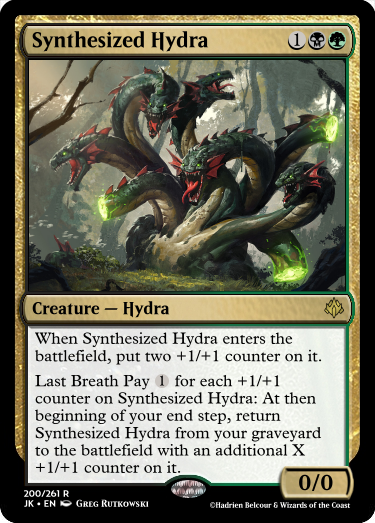 Synthesized Hydra 1
Creature — Hydra
When Synthesized Hydra enters the
battlefield, put two +1/+1 counter on it.
Last Breath Pay 1 for each +1/+1
counter on Synthesized Hydra: At then
beginning of your end step, return
Synthesized Hydra from your graveyard
to the battlefield with an additional X
+1/+1 counter on it.
0/0
200/261 R
JK • EN Greg Rutkowski
©Hadrien Belcour & Wizards of the Coast